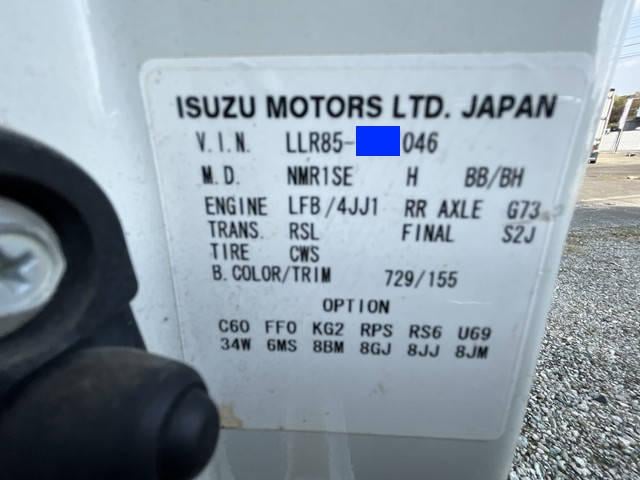 ISUZU MOTORS LTD. JAPAN
V.I.N. LLR85- 046
M.D. NMR1SE H BB/BH
ENGINE LFB/4JJ1 RR AXLE G73
TRANS. RSL FINAL S2J
TIRE CWS
B.COLOR/TRIM 729/155
OPTION
C60 FF0 KG2 RPS RS6 U69
34W 6MS 8BM 8GJ 8JJ 8JM